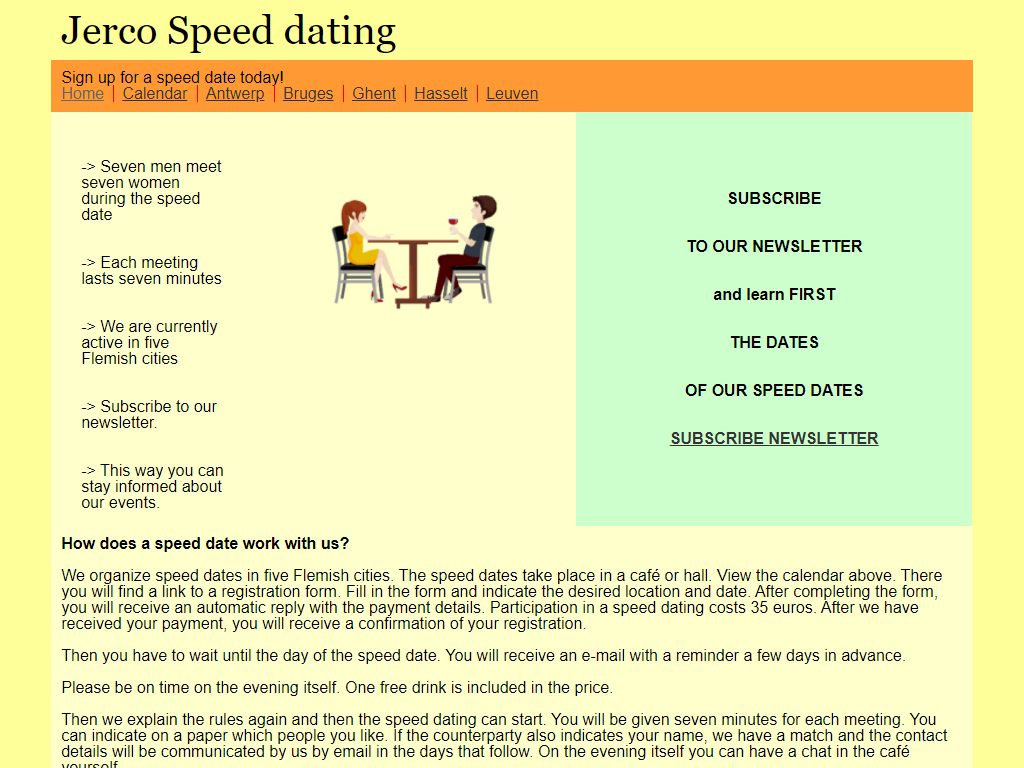 Jerco Speed dating
Sign up for a speed date today!
Home | Calendar | Antwerp | Bruges | Ghent | Hasselt | Leuven
-> Seven men meet
seven women
during the speed
date
-> Each meeting
lasts seven minutes
-> We are currently
active in five
Flemish cities
-> Subscribe to our
newsletter.
-> This way you can
stay informed about
our events.
SUBSCRIBE
TO OUR NEWSLETTER
and learn FIRST
THE DATES
OF OUR SPEED DATES
SUBSCRIBE NEWSLETTER
How does a speed date work with us?
We organize speed dates in five Flemish cities. The speed dates take place in a café or hall. View the calendar above. There
you will find a link to a registration form. Fill in the form and indicate the desired location and date. After completing the form,
you will receive an automatic reply with the payment details. Participation in a speed dating costs 35 euros. After we have
received your payment, you will receive a confirmation of your registration.
Then you have to wait until the day of the speed date. You will receive an e-mail with a reminder a few days in advance.
Please be on time on the evening itself. One free drink is included in the price.
Then we explain the rules again and then the speed dating can start. You will be given seven minutes for each meeting. You
can indicate on a paper which people you like. If the counterparty also indicates your name, we have a match and the contact
details will be communicated by us by email in the days that follow. On the evening itself you can have a chat in the café
yourself.